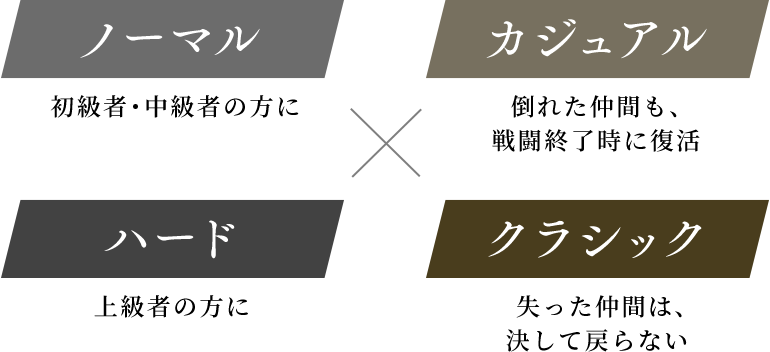 ノーマル
初級者・中級者の方に
カジュアル
倒れた仲間も、
戦闘終了時に復活
ハード
上級者の方に
クラシック
失った仲間は、
決して戻らない